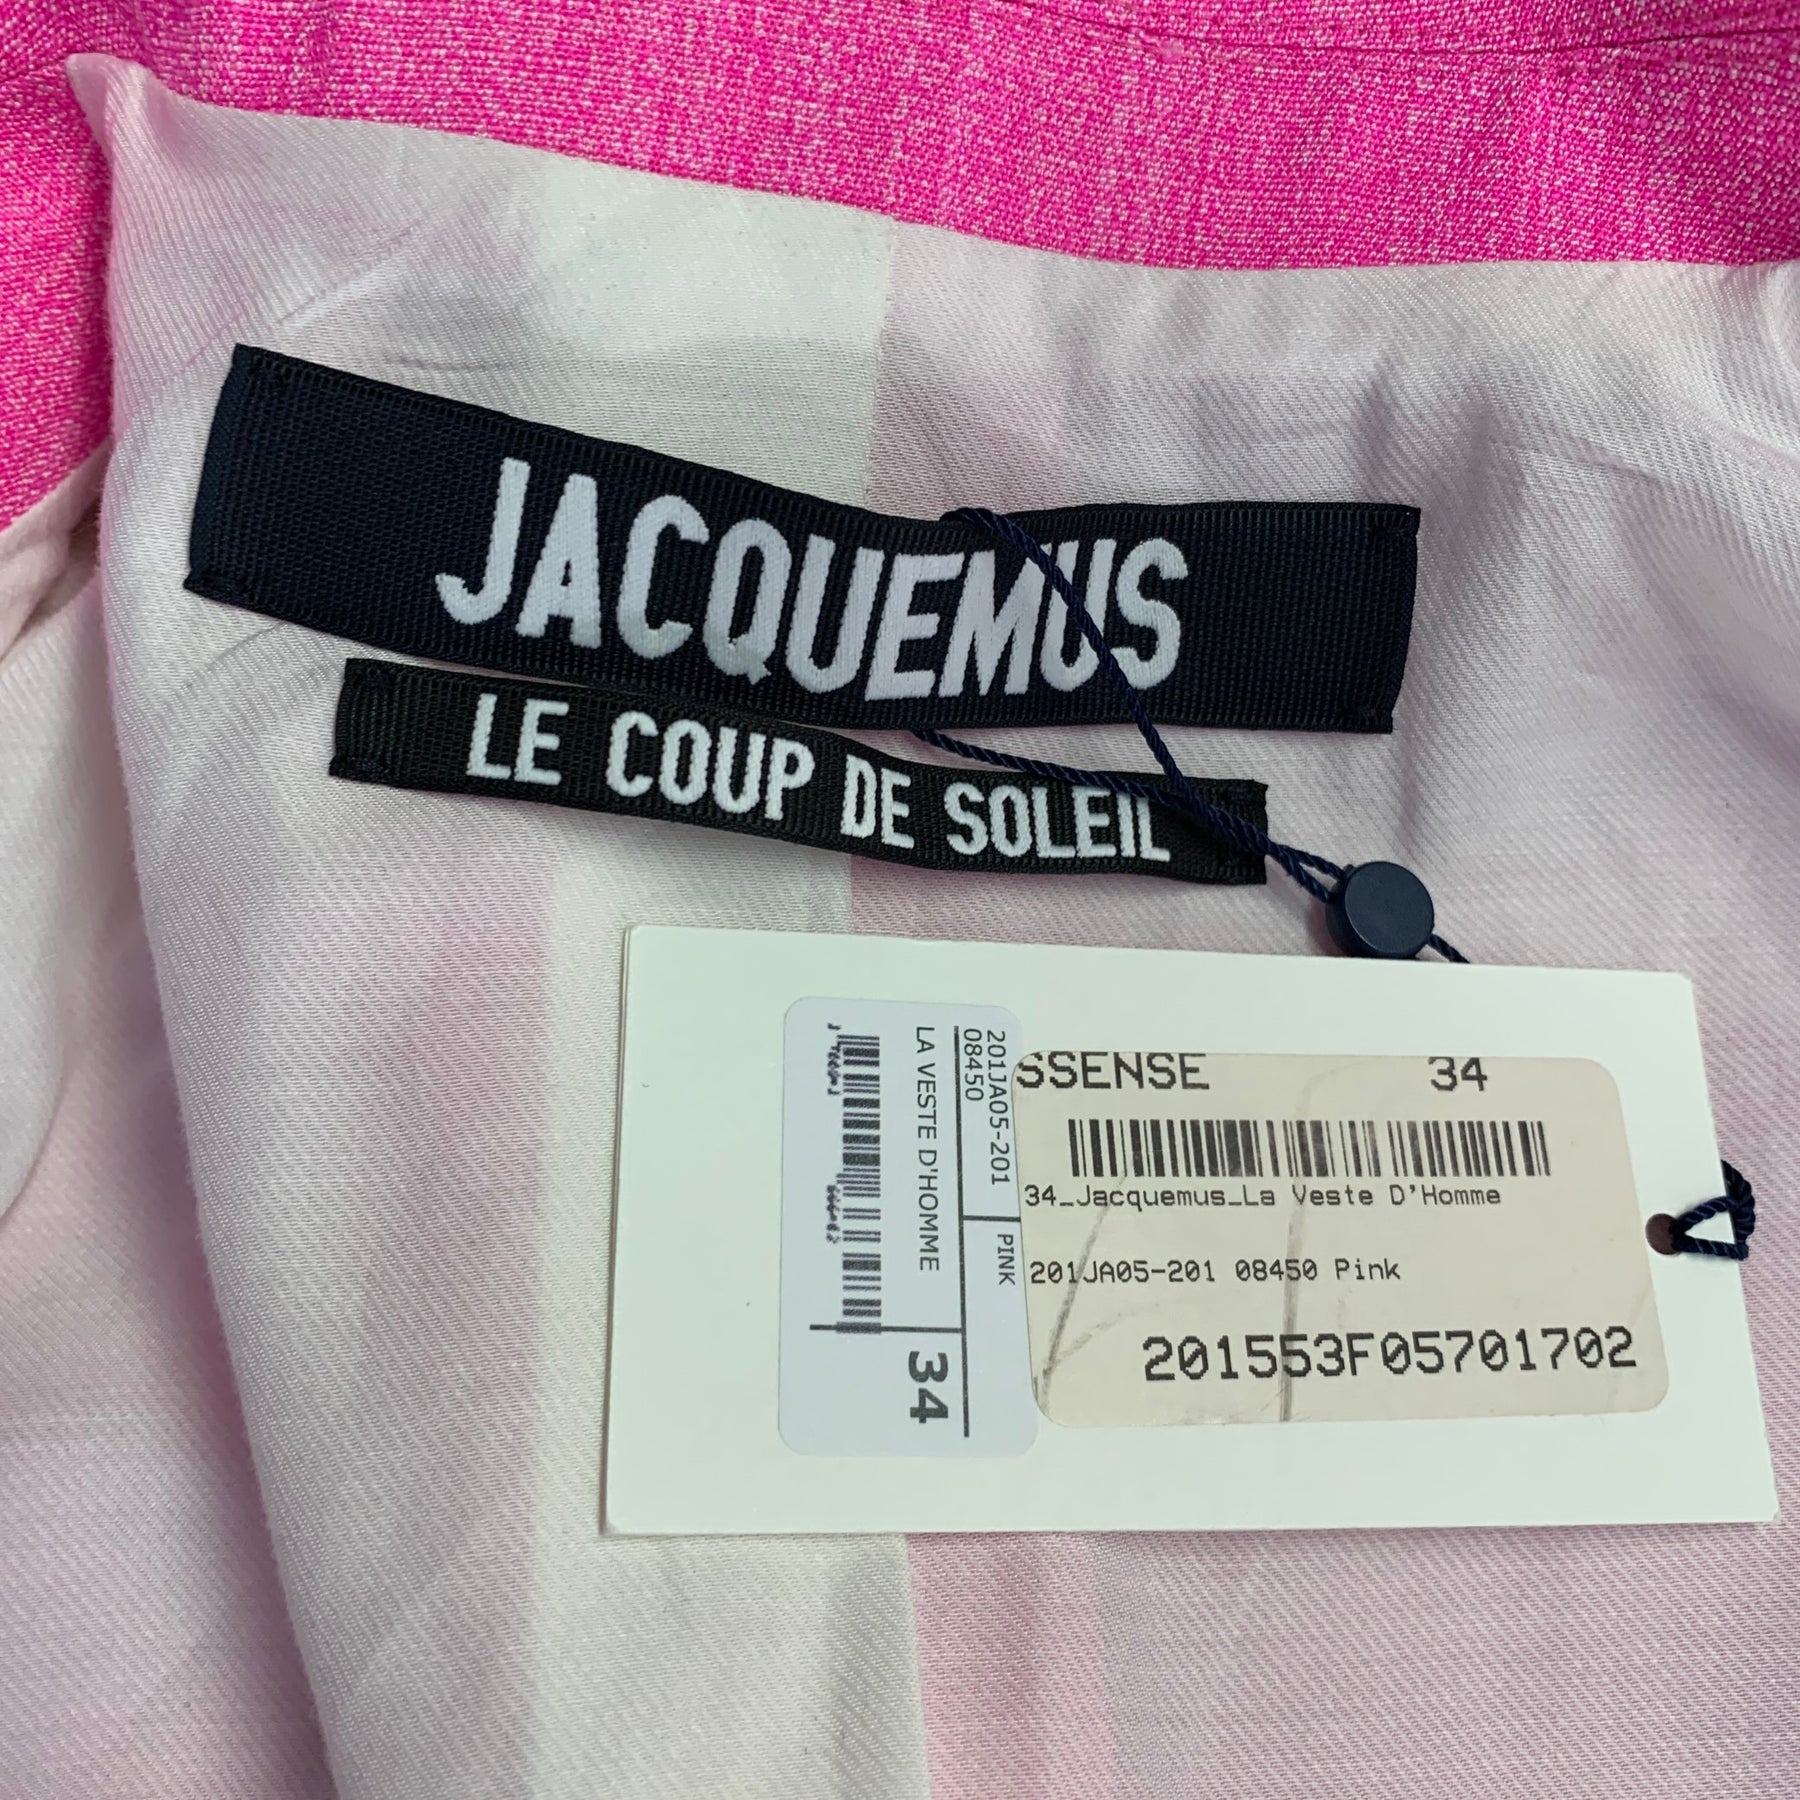 JACQUEMUS
LE COUP DE SOLEIL
201JA05-201
08450
PINK
LA VESTE D'HOMME
34
SSENSE 34
34_Jacquemus_La Veste D'Homme
201JA05-201 08450 Pink
201553F05701702